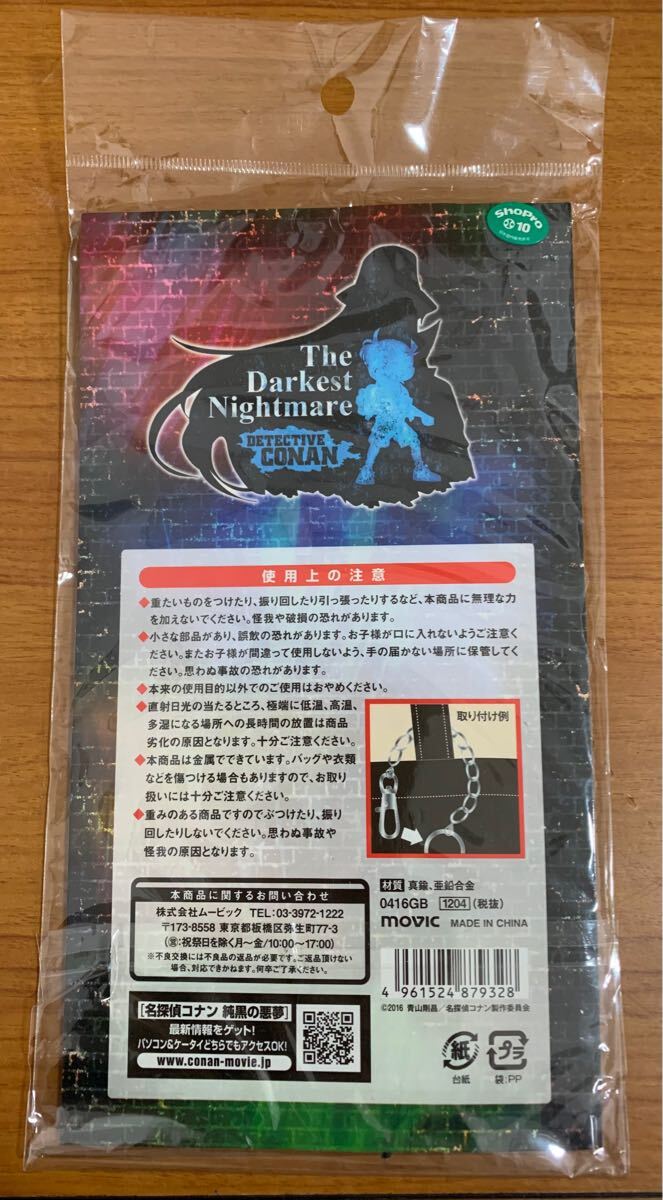 ShoPro
10
The
Darkest
Nightmare
DETECTIVE
CONAN
使用上の注意
◆重たいものをつけたり、振り回したり引っ張ったりするなど、本商品に無理な力
を加えないでください。怪我や破損の恐れがあります。
◆小さな部品があり、誤飲の恐れがあります。お子様が口に入れないようご注意く
ださい。またお子様が間違って使用しないよう、手の届かない場所に保管してく
ださい。思わぬ事故の恐れがあります。
◆本来の使用目的以外でのご使用はおやめください。
◆直射日光の当たるところ、極端に低温、高温、
多湿になる場所への長時間の放置は商品
劣化の原因となります。十分ご注意ください。
◆本商品は金属でできています。バッグや衣類
などを傷つける場合もありますので、お取り
扱いには十分ご注意ください。
◆重みのある商品ですのでぶつけたり、振り
回したりしないでください。思わぬ事故や
怪我の原因となります。
取り付け例
本商品に関するお問い合わせ
株式会社ムービック TEL:03-3972-1222
〒173-8558 東京都板橋区弥生町77-3
(営:祝祭日を除く月〜金/10:00〜17:00)
※不良交換には不良品の返品が必要です。ご返品頂けない
場合、対応できかねます。何卒ご了承ください。
材質 真鍮、亜鉛合金
0416GB 1204 (税抜)
movic MADE IN CHINA
4 961524 879328
©2016 青山剛昌/名探偵コナン製作委員会
[名探偵コナン 純黒の悪夢]
最新情報をゲット!
パソコン&ケータイどちらでもアクセスOK!
www.conan-movie.jp
紙
台紙
プラ
袋:PP